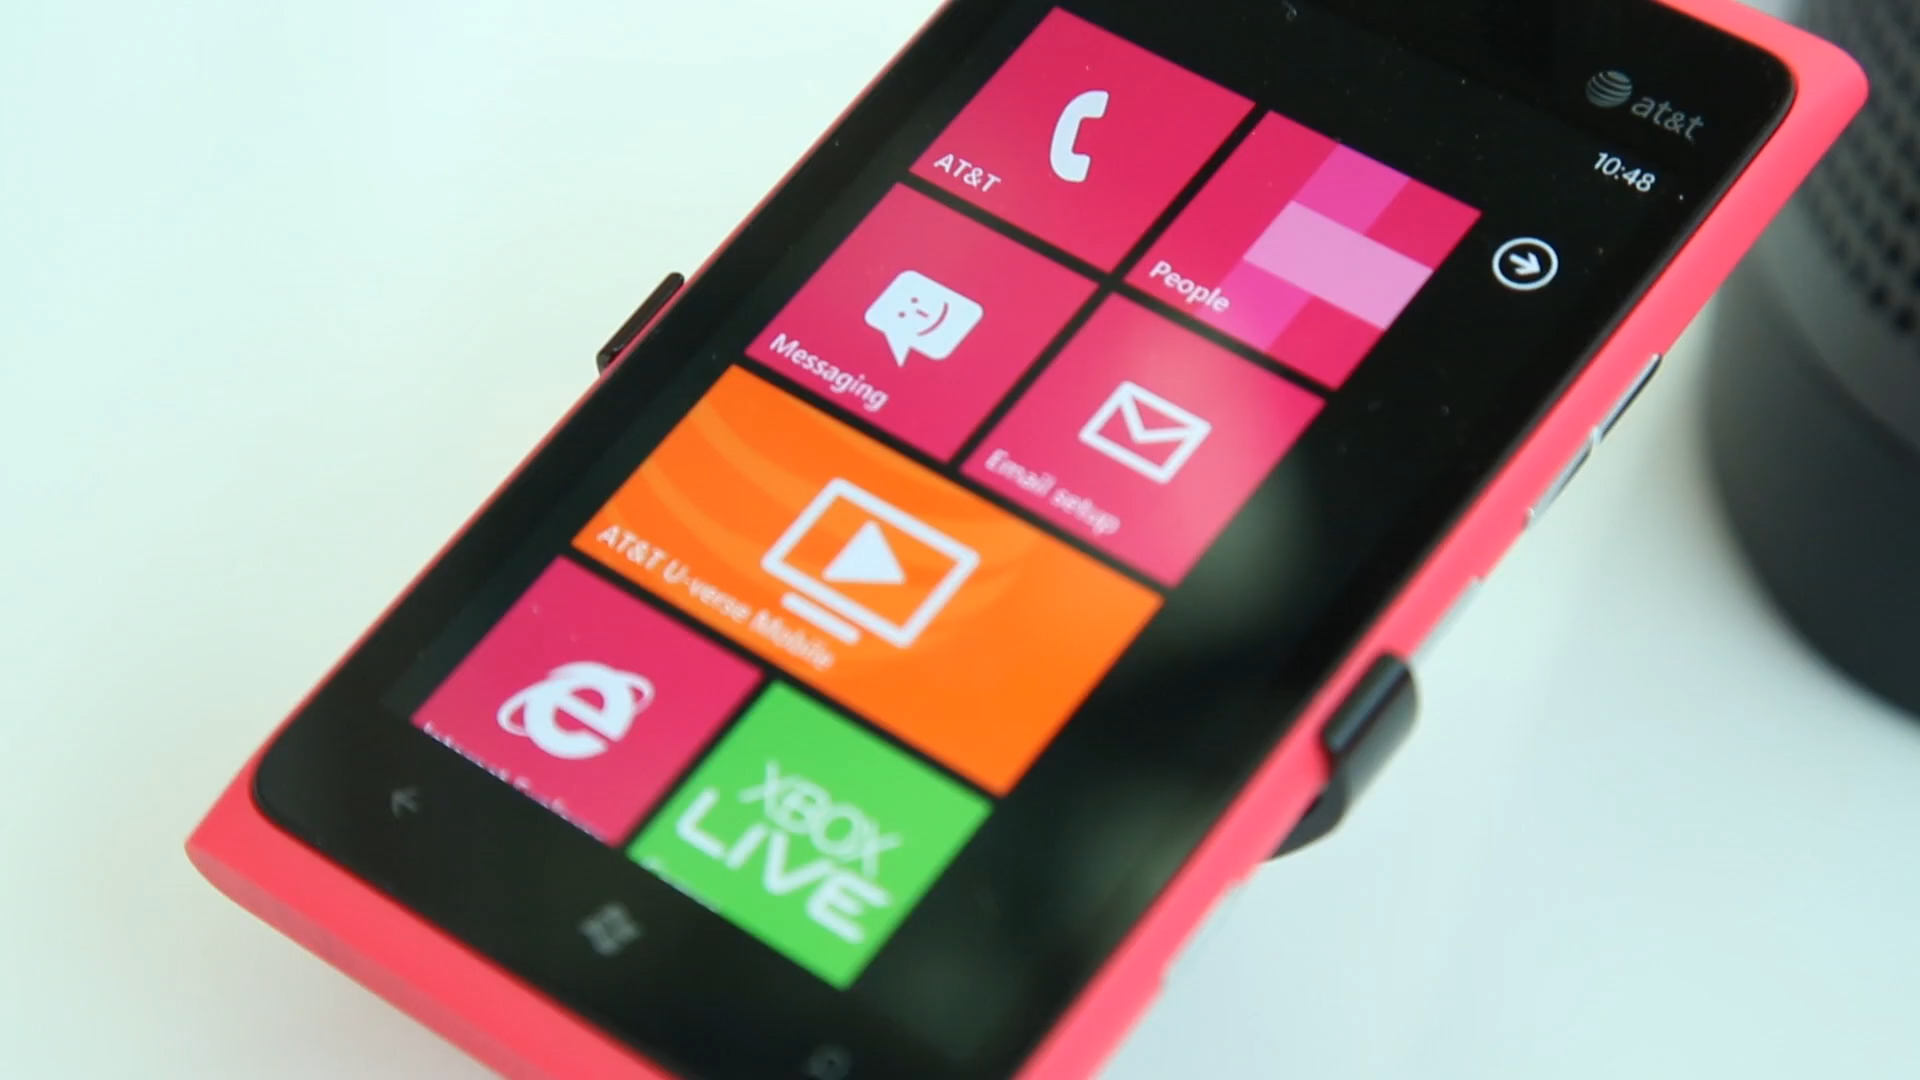 at&t
10:48
AT&T
People
Messaging
Email setup
AT&T U-verse Mobile
XBOX
LIVE